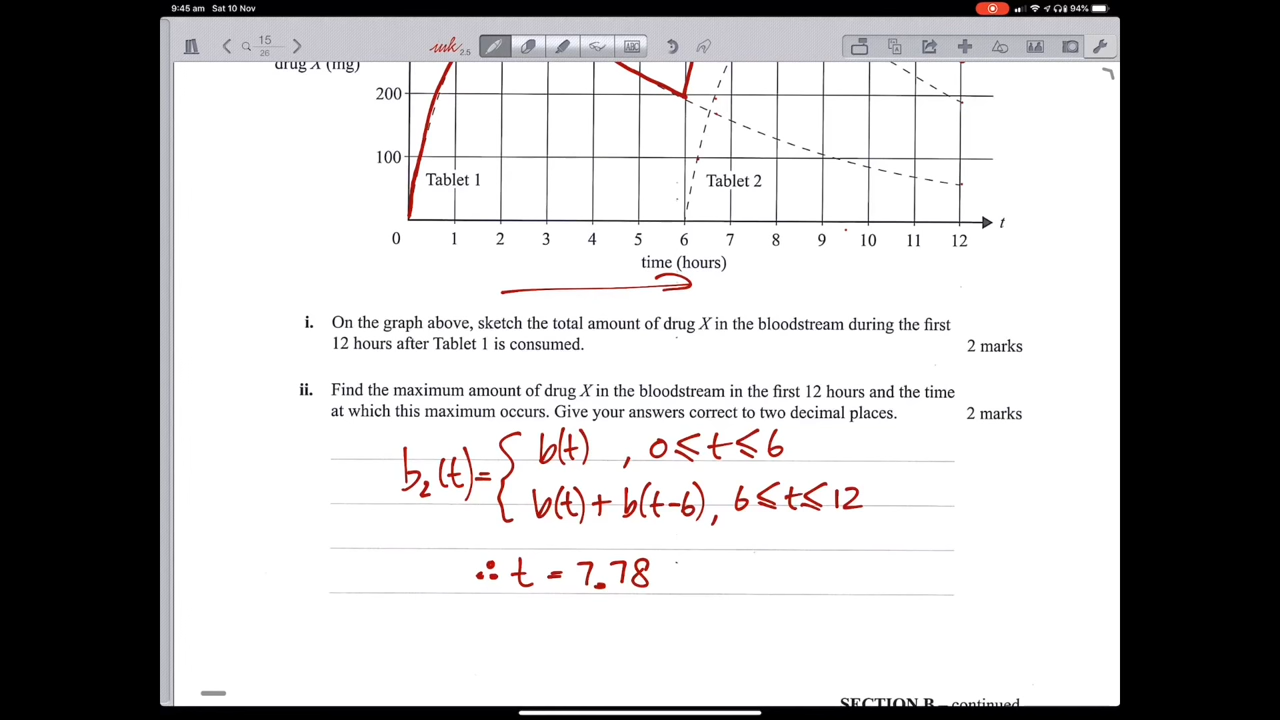 9:45 am Sat 10 Nov
94%
15
26
2.5
ABC
drug X (mg)
200
100
Tablet 1
Tablet 2
0 1 2 3 4 5 6 7 8 9 10 11 12
t
time (hours)
i. On the graph above, sketch the total amount of drug X in the bloodstream during the first
12 hours after Tablet 1 is consumed.
2 marks
ii. Find the maximum amount of drug X in the bloodstream in the first 12 hours and the time
at which this maximum occurs. Give your answers correct to two decimal places.
2 marks
b₂(t)= { b(t) , 0⩽t⩽6
b(t)+b(t-6), 6⩽t⩽12
∴ t = 7.78
SECTION B – continued